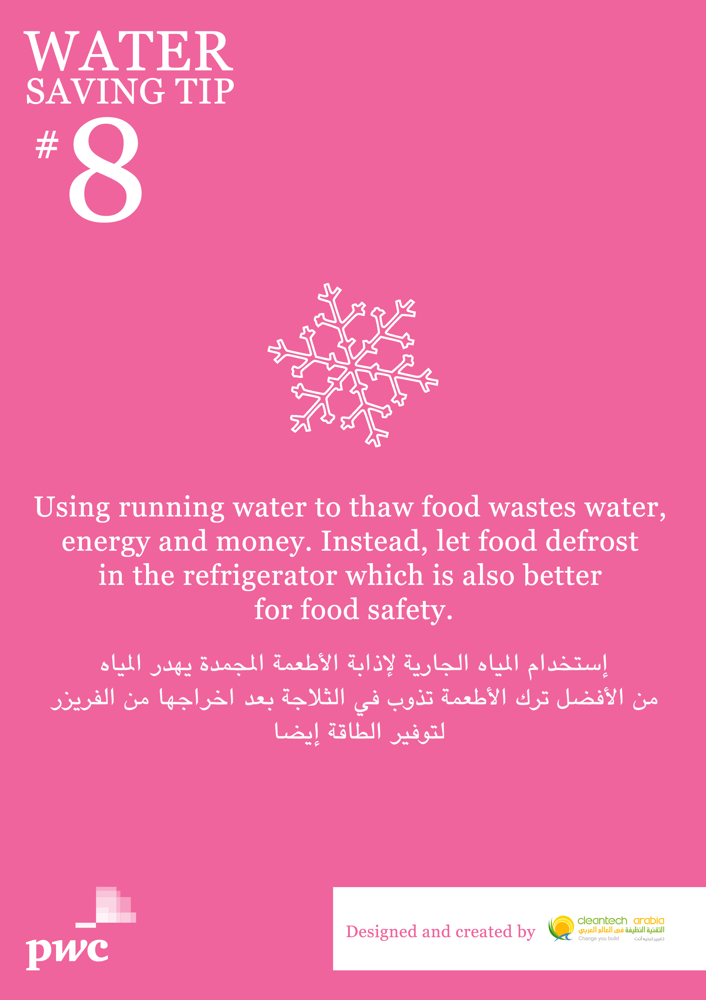 WATER
SAVING TIP
#8
Using running water to thaw food wastes water,
energy and money. Instead, let food defrost
in the refrigerator which is also better
for food safety.
إستخدام المياه الجارية لإذابة الأطعمة المجمدة يهدر المياه
من الأفضل ترك الأطعمة تذوب في الثلاجة بعد اخراجها من الفريزر
لتوفير الطاقة إيضا
pwc
Designed and created by
cleantech arabia
التقنية النظيفة في العالم العربي
Change you build
تغيير تبنيه أنت